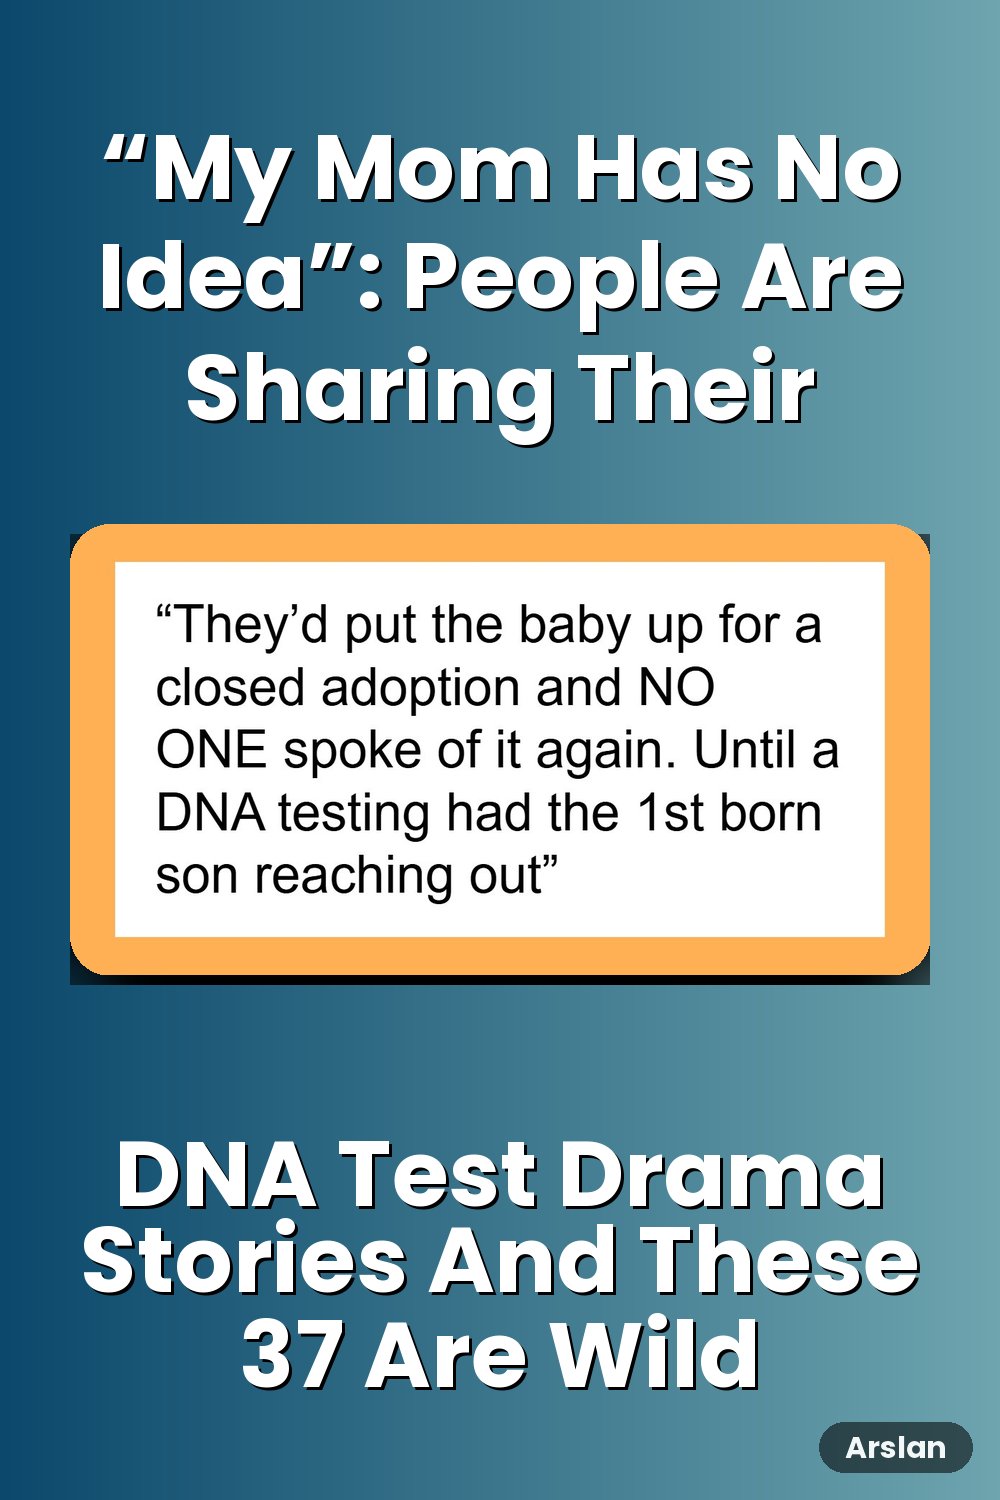 “My Mom Has No
Idea”: People Are
Sharing Their
“They’d put the baby up for a
closed adoption and NO
ONE spoke of it again. Until a
DNA testing had the 1st born
son reaching out”
DNA Test Drama
Stories And These
37 Are Wild
Arslan